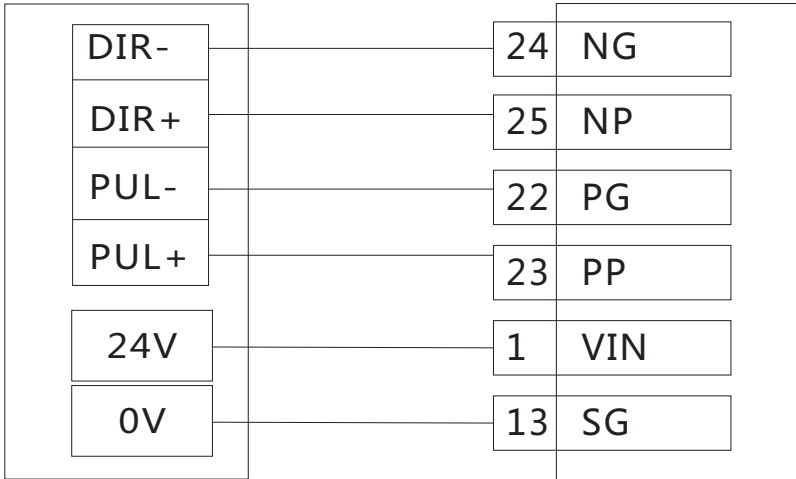 DIR- 24 NG
DIR+ 25 NP
PUL- 22 PG
PUL+ 23 PP
24V 1 VIN
0V 13 SG